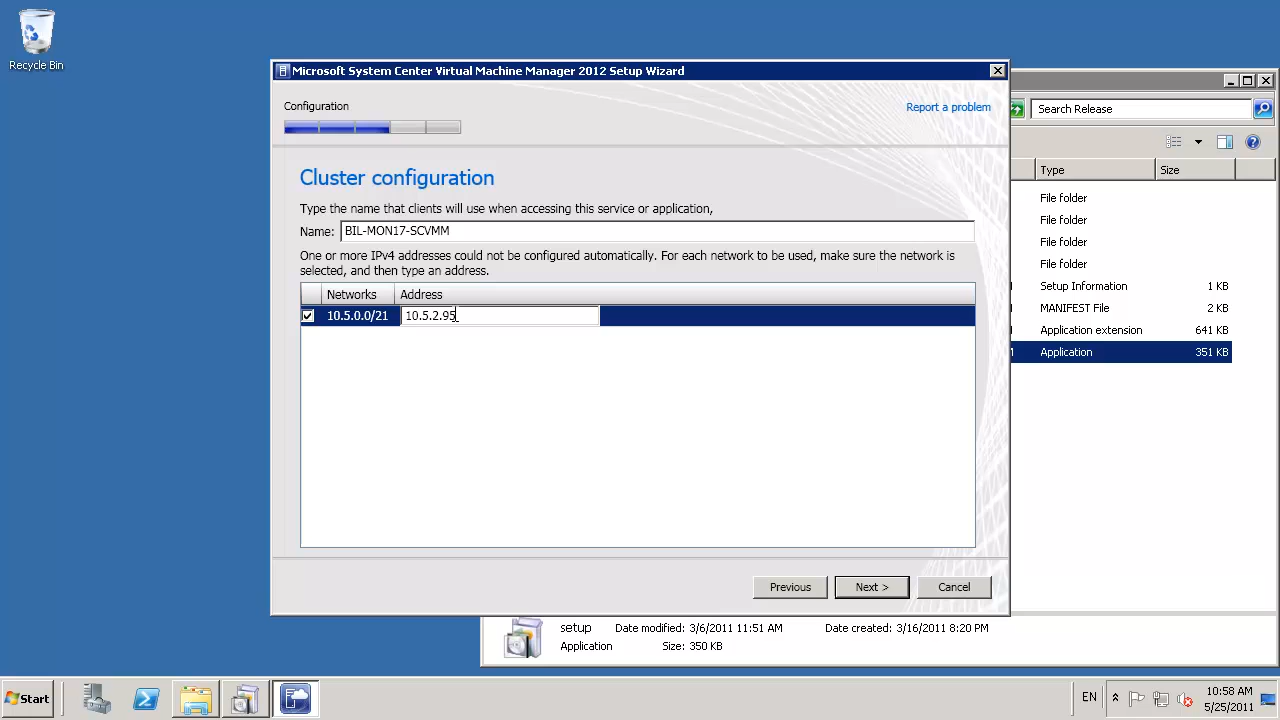 Recycle Bin
Microsoft System Center Virtual Machine Manager 2012 Setup Wizard
Configuration
Report a problem
Cluster configuration
Type the name that clients will use when accessing this service or application,
Name: BIL-MON17-SCVMM
One or more IPv4 addresses could not be configured automatically. For each network to be used, make sure the network is
selected, and then type an address.
Networks Address
10.5.0.0/21 10.5.2.95
Previous Next > Cancel
Search Release
Type Size
File folder
File folder
File folder
File folder
Setup Information 1 KB
MANIFEST File 2 KB
Application extension 641 KB
Application 351 KB
setup Date modified: 3/6/2011 11:51 AM Date created: 3/16/2011 8:20 PM
Application Size: 350 KB
Start
EN
10:58 AM
5/25/2011